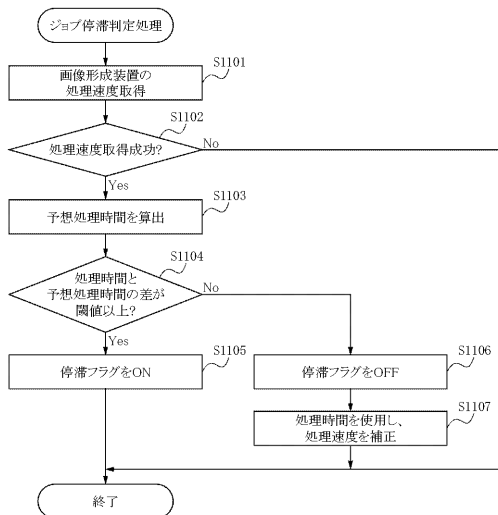 ジョブ停滞判定処理
S1101
画像形成装置の
処理速度取得
S1102
処理速度取得成功?
No
Yes
S1103
予想処理時間を算出
S1104
処理時間と
予想処理時間の差が
閾値以上?
No
Yes
S1105
停滞フラグをON
S1106
停滞フラグをOFF
S1107
処理時間を使用し、
処理速度を補正
終了